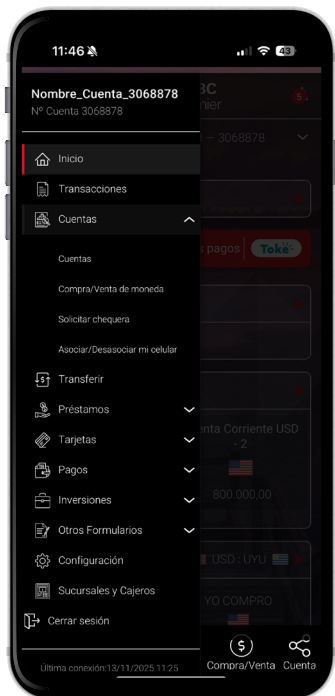 11:46
43
Nombre_Cuenta_3068878
Nº Cuenta 3068878
BC
mier
– 3068878
Inicio
Transacciones
Cuentas
Cuentas
Compra/Venta de moneda
Solicitar chequera
Asociar/Desasociar mi celular
Transferir
Préstamos
Tarjetas
Pagos
Inversiones
Otros Formularios
Configuración
Sucursales y Cajeros
Cerrar sesión
Última conexión:13/11/2025 11:25
s pagos
Toke
enta Corriente USD
- 2
800.000,00
USD : UYU
YO COMPRO
Compra/Venta
Cuenta